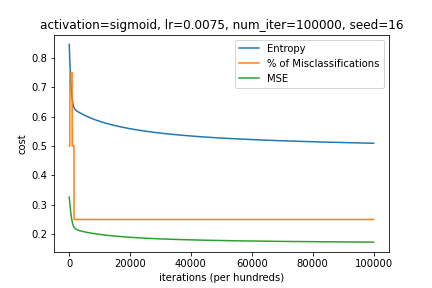 activation=sigmoid, lr=0.0075, num_iter=100000, seed=16
Entropy
% of Misclassifications
MSE
cost
0.8
0.7
0.6
0.5
0.4
0.3
0.2
0 20000 40000 60000 80000 100000
iterations (per hundreds)